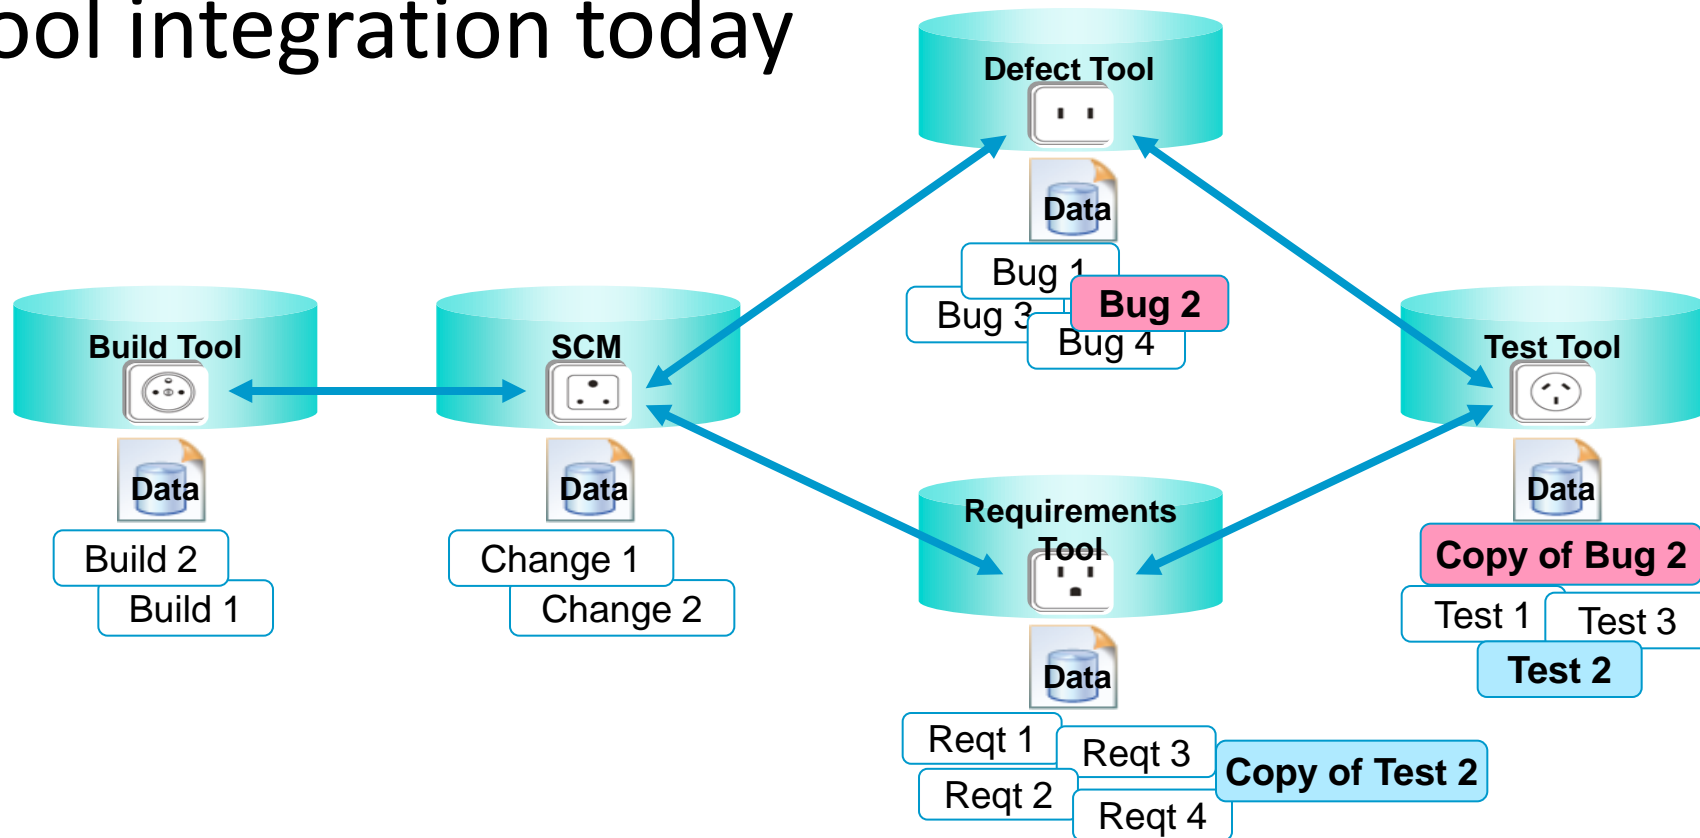 ool integration today
Defect Tool
Data
Bug 1
Bug 2
Bug 3
Bug 4
Build Tool
Data
Build 2
Build 1
SCM
Data
Change 1
Change 2
Requirements
Tool
Data
Reqt 1
Reqt 3
Reqt 2
Reqt 4
Copy of Test 2
Test Tool
Data
Copy of Bug 2
Test 1
Test 3
Test 2